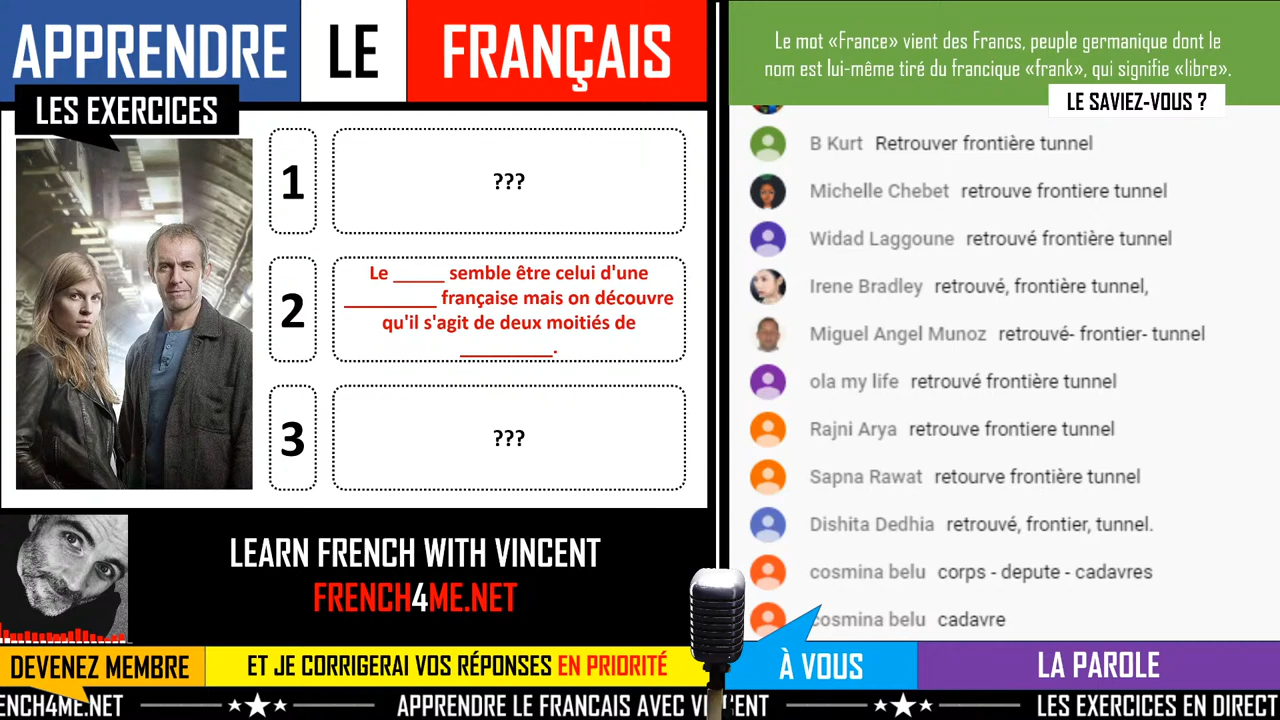 APPRENDRE LE FRANÇAIS
LES EXERCICES
1
???
2
Le _____ semble être celui d'une
_________ française mais on découvre
qu'il s'agit de deux moitiés de
_________.
3
???
LEARN FRENCH WITH VINCENT
FRENCH4ME.NET
Le mot «France» vient des Francs, peuple germanique dont le
nom est lui-même tiré du francique «frank», qui signifie «libre».
LE SAVIEZ-VOUS ?
B Kurt Retrouver frontière tunnel
Michelle Chebet retrouve frontiere tunnel
Widad Laggoune retrouvé frontière tunnel
Irene Bradley retrouvé, frontière tunnel,
Miguel Angel Munoz retrouvé- frontier- tunnel
ola my life retrouvé frontière tunnel
Rajni Arya retrouve frontiere tunnel
Sapna Rawat retourve frontière tunnel
Dishita Dedhia retrouvé, frontier, tunnel.
cosmina belu corps - depute - cadavres
cosmina belu cadavre
DEVENEZ MEMBRE
ET JE CORRIGERAI VOS RÉPONSES EN PRIORITÉ
À VOUS
LA PAROLE
ENCH4ME.NET APPRENDRE LE FRANCAIS AVEC VINCENT LES EXERCICES EN DIRECT